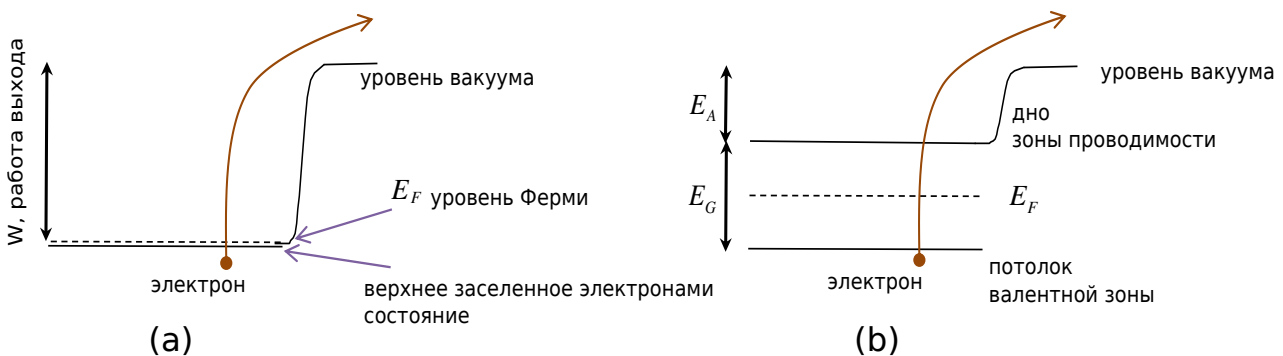 W, работа выхода
уровень вакуума
E_F уровень Ферми
электрон
верхнее заселенное электронами
состояние
(a)
E_A
E_G
уровень вакуума
дно
зоны проводимости
E_F
электрон
потолок
валентной зоны
(b)